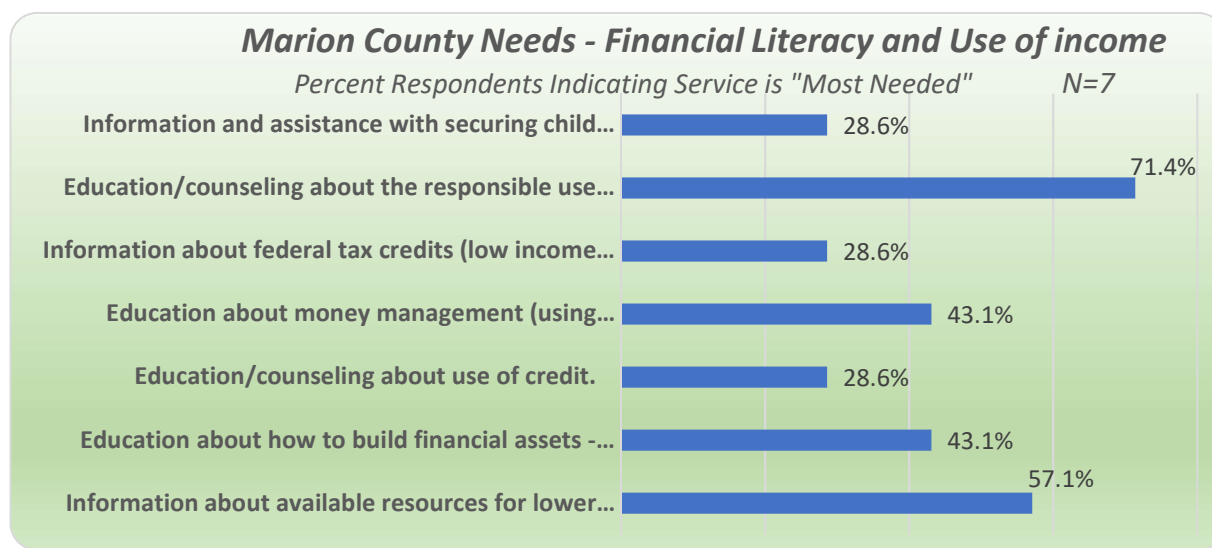 Marion County Needs - Financial Literacy and Use of income
Percent Respondents Indicating Service is "Most Needed" N=7
Information and assistance with securing child… 28.6%
Education/counseling about the responsible use… 71.4%
Information about federal tax credits (low income… 28.6%
Education about money management (using… 43.1%
Education/counseling about use of credit. 28.6%
Education about how to build financial assets -… 43.1%
Information about available resources for lower… 57.1%